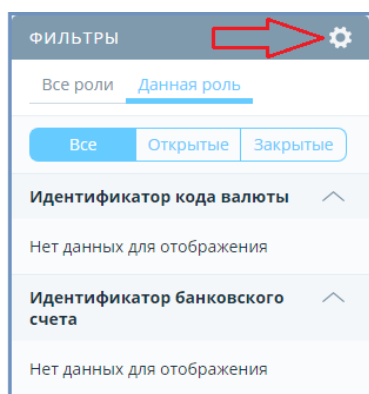 ФИЛЬТРЫ
Все роли Данная роль
Все Открытые Закрытые
Идентификатор кода валюты
Нет данных для отображения
Идентификатор банковского
счета
Нет данных для отображения